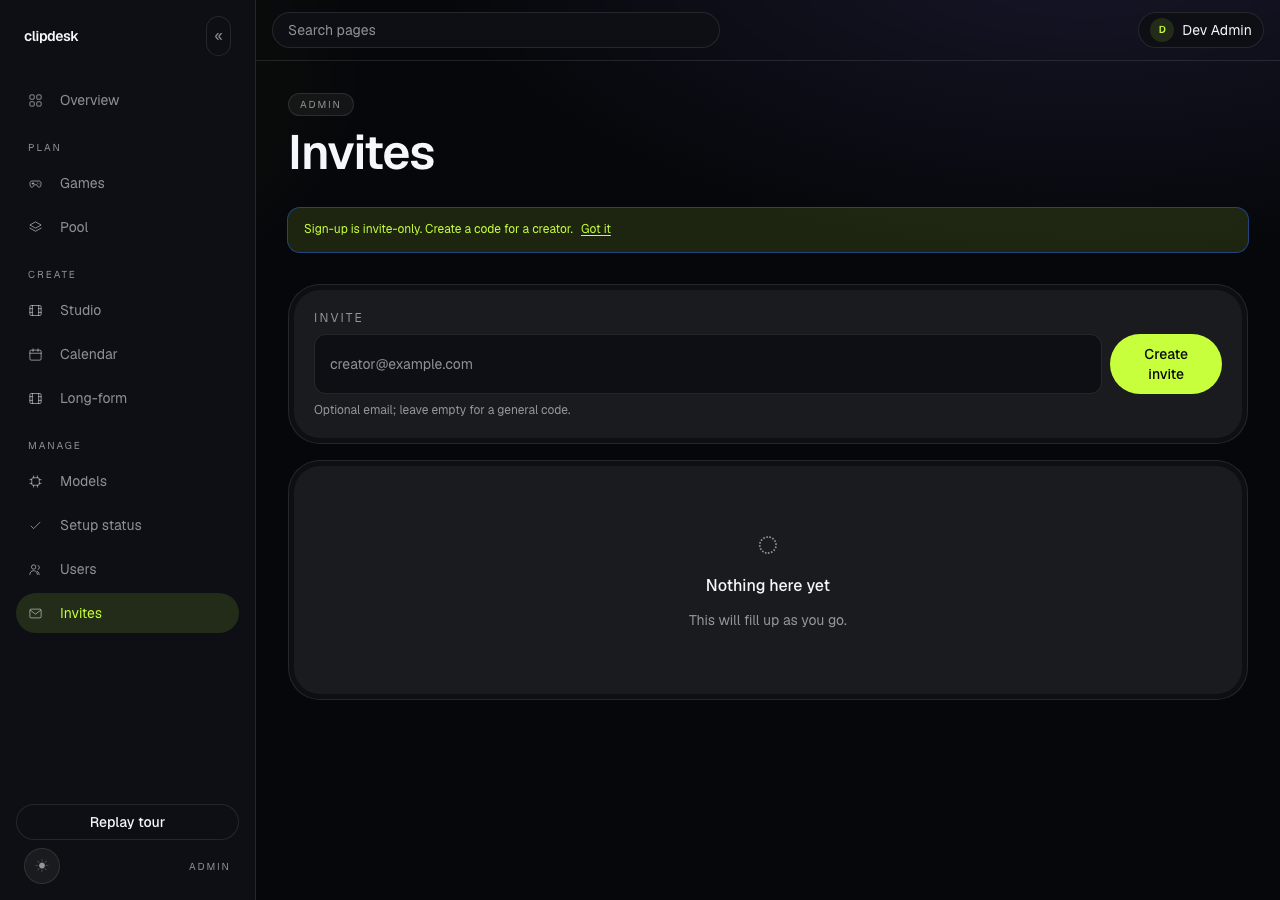 clipdesk
«
Search pages
D
Dev Admin
Overview
PLAN
Games
Pool
CREATE
Studio
Calendar
Long-form
MANAGE
Models
Setup status
Users
Invites
Replay tour
ADMIN
ADMIN
Invites
Sign-up is invite-only. Create a code for a creator. Got it
INVITE
creator@example.com
Create
invite
Optional email; leave empty for a general code.
Nothing here yet
This will fill up as you go.